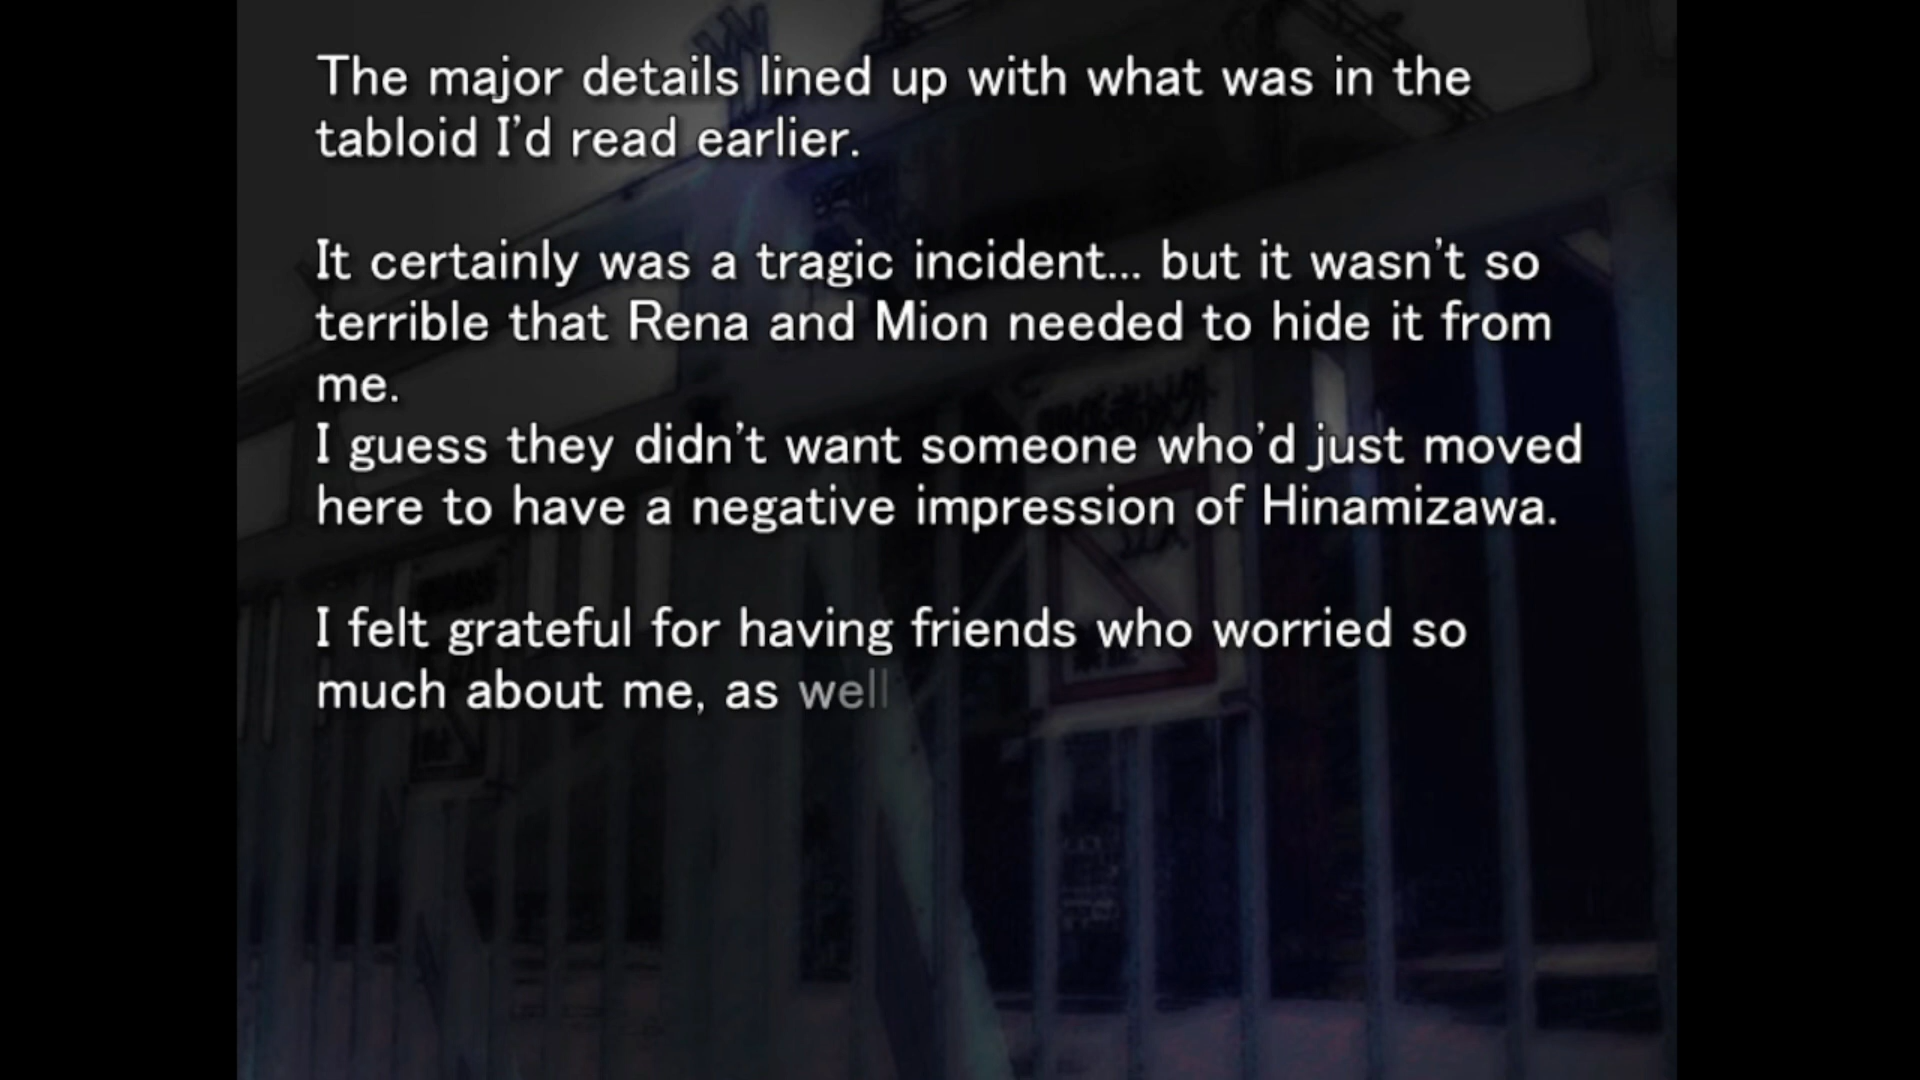 The major details lined up with what was in the
tabloid I'd read earlier.
It certainly was a tragic incident... but it wasn't so
terrible that Rena and Mion needed to hide it from
me.
I guess they didn't want someone who'd just moved
here to have a negative impression of Hinamizawa.
I felt grateful for having friends who worried so
much about me, as well